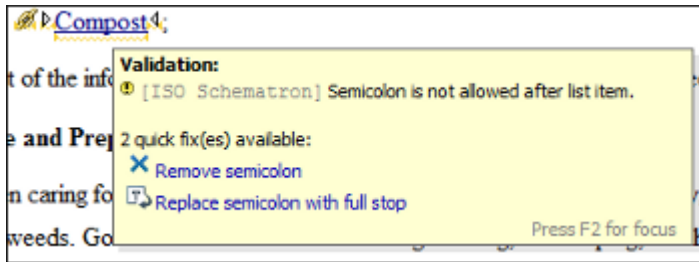 Compost;
t of the info
Validation:
[ISO Schematron] Semicolon is not allowed after list item.
e and Prep
2 quick fix(es) available:
Remove semicolon
n caring fo
Replace semicolon with full stop
Press F2 for focus
weeds. Go